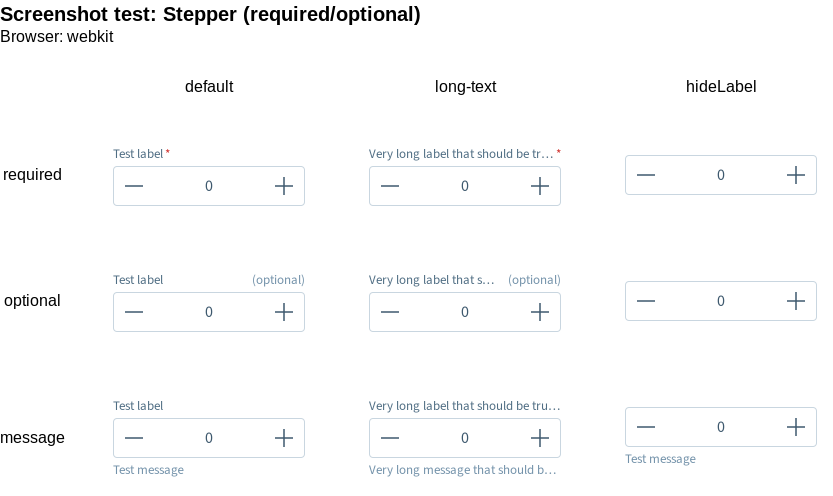 Screenshot test: Stepper (required/optional)
Browser: webkit
default long-text hideLabel
Test label * Very long label that should be tr... *
required 0 0 0
Test label (optional) Very long label that s... (optional)
optional 0 0 0
Test label Very long label that should be tru...
message 0 0 0
Test message Very long message that should b... Test message